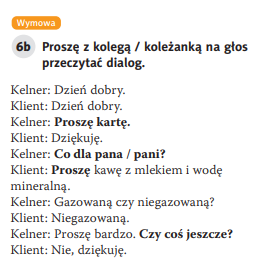 Wymowa
6b Proszę z kolegą / koleżanką na głos
przeczytać dialog.
Kelner: Dzień dobry.
Klient: Dzień dobry.
Kelner: Proszę kartę.
Klient: Dziękuję.
Kelner: Co dla pana / pani?
Klient: Proszę kawę z mlekiem i wodę
mineralną.
Kelner: Gazowaną czy niegazowaną?
Klient: Niegazowaną.
Kelner: Proszę bardzo. Czy coś jeszcze?
Klient: Nie, dziękuję.